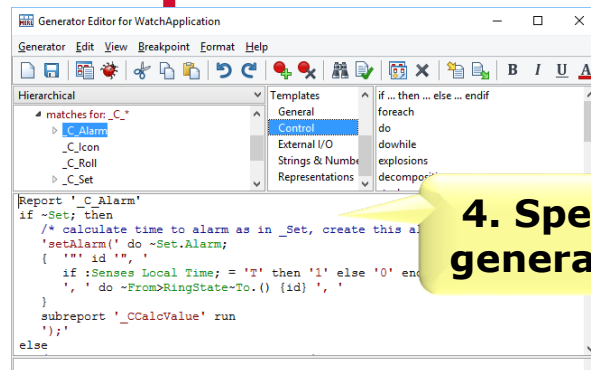 Generator Editor for WatchApplication
Generator Edit View Breakpoint Format Help
B I U A
Hierarchical
matches for: _C_*
_C_Alarm
_C_Icon
_C_Roll
_C_Set
Templates
General
Control
External I/O
Strings & Numbe
Representations
if ... then ... else ... endif
foreach
do
dowhile
explosions
4. Spe
genera
Report '_C_Alarm'
if ~Set; then
/* calculate time to alarm as in _Set, create this al
'setAlarm(' do ~Set.Alarm;
{ '"' id '", '
if :Senses Local Time; = 'T' then '1' else '0' en
', ' do ~From>RingState~To.() {id} ', '
}
subreport '_CCalcValue' run
');'
else